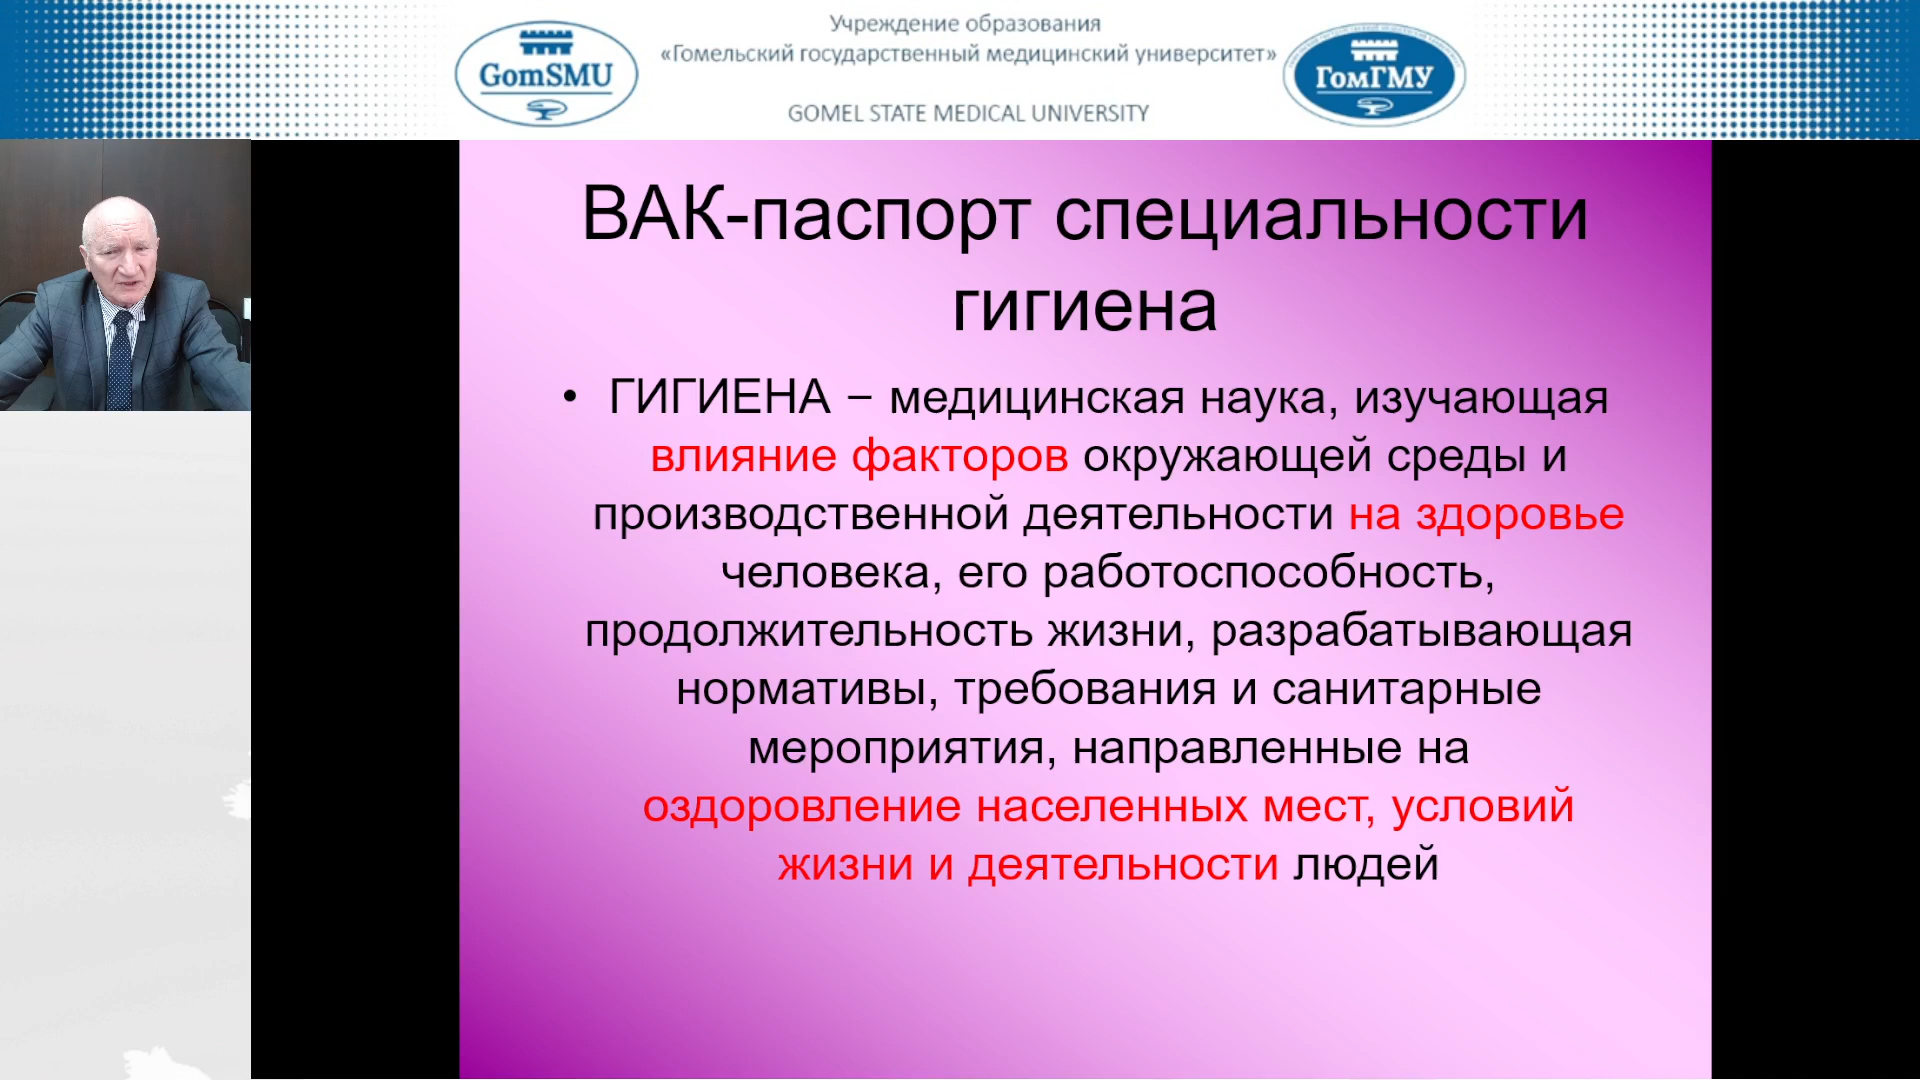 Учреждение образования
«Гомельский государственный медицинский университет»
GomSMU
ГомГМУ
GOMEL STATE MEDICAL UNIVERSITY
ВАК-паспорт специальности
гигиена
• ГИГИЕНА – медицинская наука, изучающая
влияние факторов окружающей среды и
производственной деятельности на здоровье
человека, его работоспособность,
продолжительность жизни, разрабатывающая
нормативы, требования и санитарные
мероприятия, направленные на
оздоровление населенных мест, условий
жизни и деятельности людей